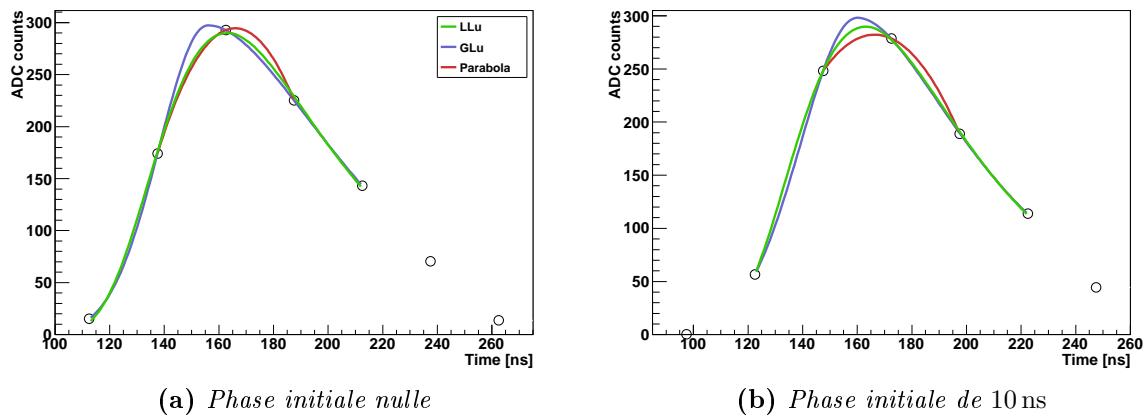 ADC counts
300
250
200
150
100
50
0
LLu
GLu
Parabola
100 120 140 160 180 200 220 240 260
Time [ns]
(a) Phase initiale nulle
ADC counts
300
250
200
150
100
50
0
100 120 140 160 180 200 220 240 260
Time [ns]
(b) Phase initiale de 10 ns